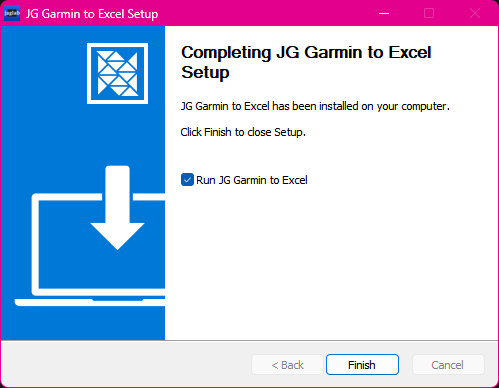 JG Garmin to Excel Setup
Completing JG Garmin to Excel
Setup
JG Garmin to Excel has been installed on your computer.
Click Finish to close Setup.
Run JG Garmin to Excel
< Back
Finish
Cancel